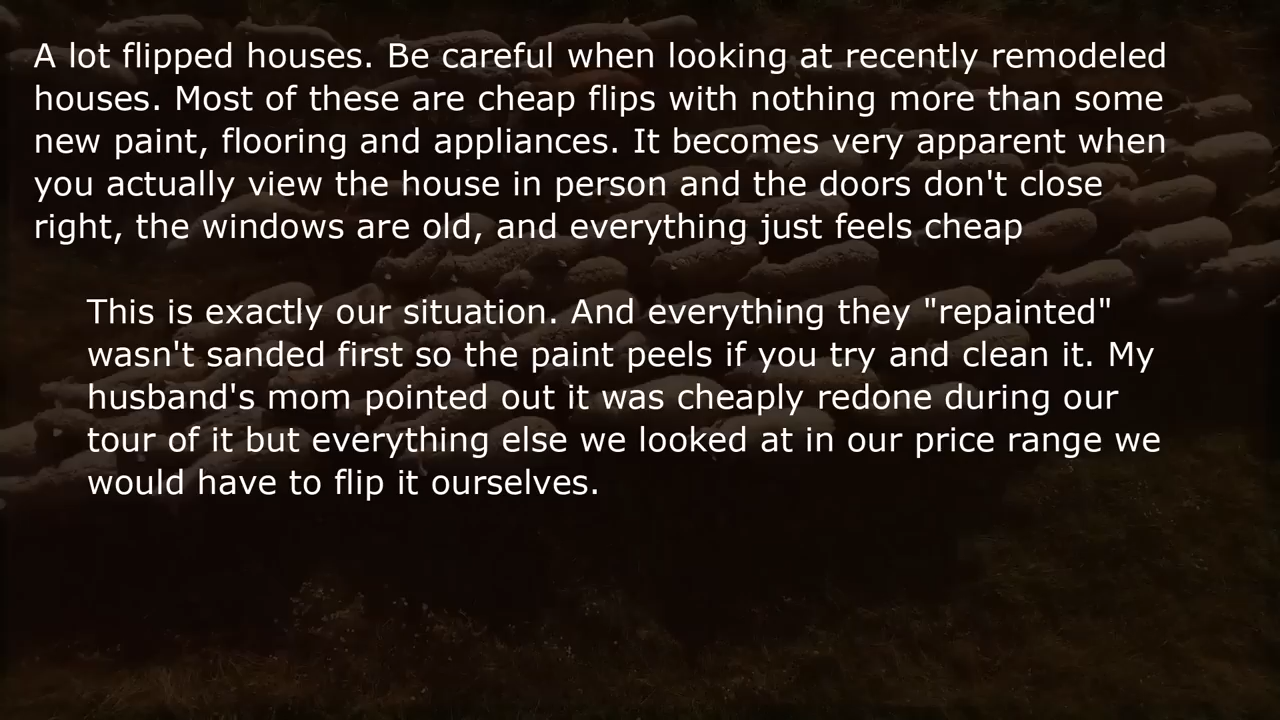 A lot flipped houses. Be careful when looking at recently remodeled
houses. Most of these are cheap flips with nothing more than some
new paint, flooring and appliances. It becomes very apparent when
you actually view the house in person and the doors don't close
right, the windows are old, and everything just feels cheap
This is exactly our situation. And everything they "repainted"
wasn't sanded first so the paint peels if you try and clean it. My
husband's mom pointed out it was cheaply redone during our
tour of it but everything else we looked at in our price range we
would have to flip it ourselves.